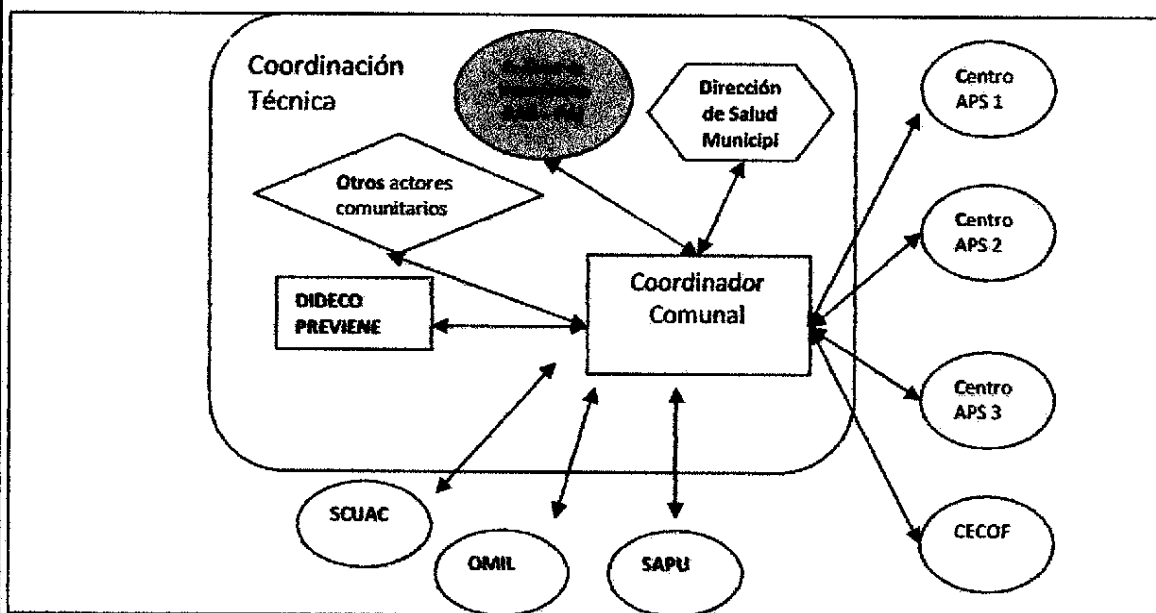 Coordinación
Técnica
Dirección
de Salud
Municipi
Otros actores
comunitarios
DIDECO
PREVIENE
Coordinador
Comunal
Centro
APS 1
Centro
APS 2
Centro
APS 3
CECOF
SCUAC
OMIL
SAPU